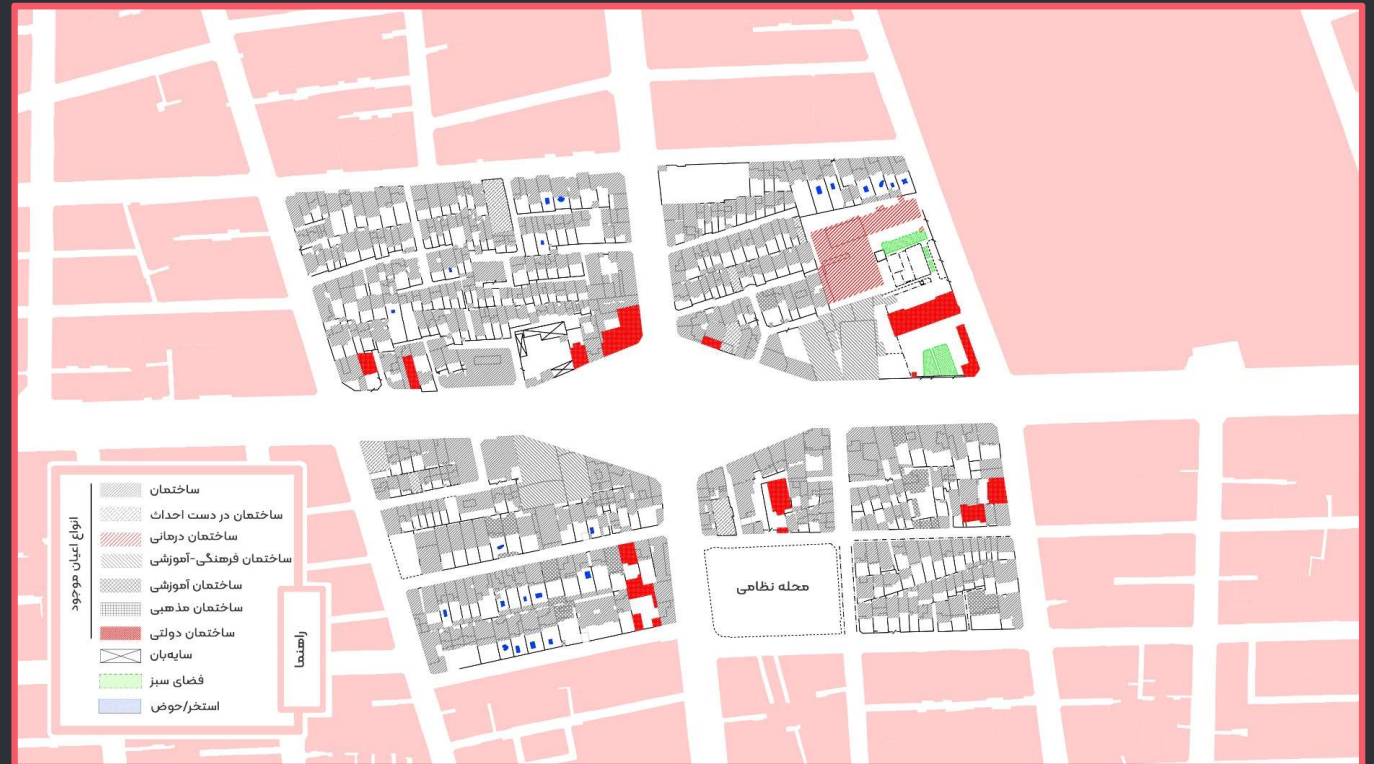 محله نظامی
راهنما
انواع اعیان موجود
ساختمان
ساختمان در دست احداث
ساختمان درمانی
ساختمان فرهنگی-آموزشی
ساختمان آموزشی
ساختمان مذهبی
ساختمان دولتی
سایه‌بان
فضای سبز
استخر/حوض